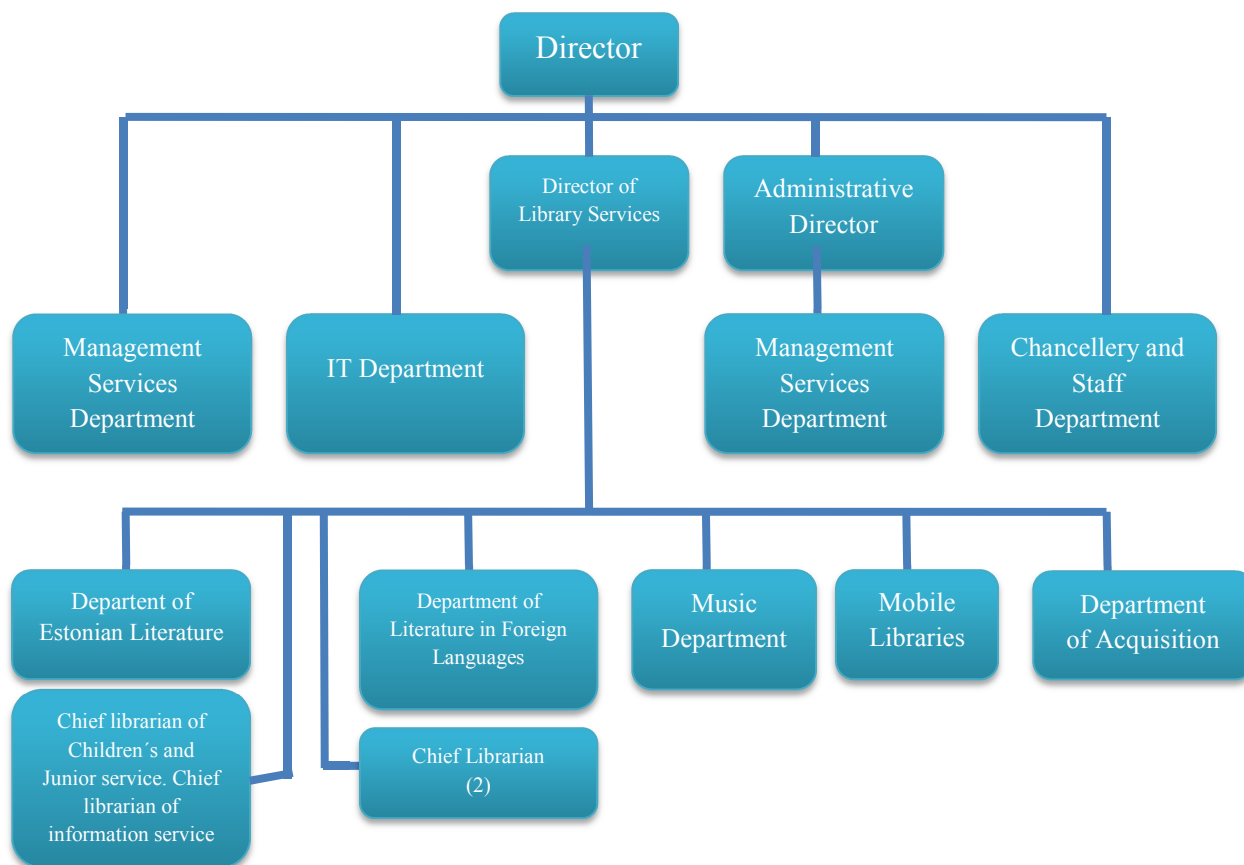 Director
Director of
Library Services
Administrative
Director
Management
Services
Department
IT Department
Management
Services
Department
Chancellery and
Staff
Department
Departent of
Estonian Literature
Department of
Literature in Foreign
Languages
Music
Department
Mobile
Libraries
Department
of Acquisition
Chief librarian of
Children´s and
Junior service. Chief
librarian of
information service
Chief Librarian
(2)